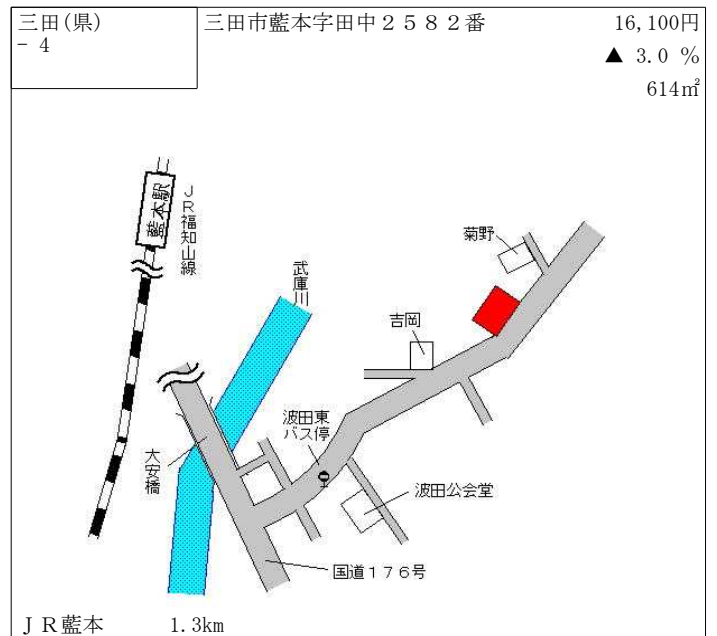 三田(県)
- 4
三田市藍本字田中２５８２番
16,100円
▲ 3.0 %
614㎡
藍本駅
ＪＲ福知山線
武庫川
菊野
吉岡
波田東
バス停
大安橋
波田公会堂
国道１７６号
ＪＲ藍本 1.3km